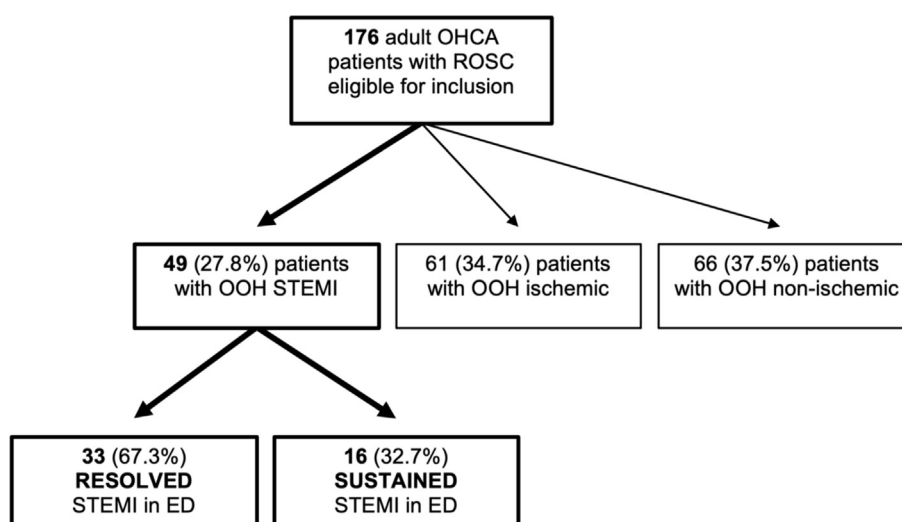 176 adult OHCA
patients with ROSC
eligible for inclusion
49 (27.8%) patients
with OOH STEMI
61 (34.7%) patients
with OOH ischemic
66 (37.5%) patients
with OOH non-ischemic
33 (67.3%)
RESOLVED
STEMI in ED
16 (32.7%)
SUSTAINED
STEMI in ED